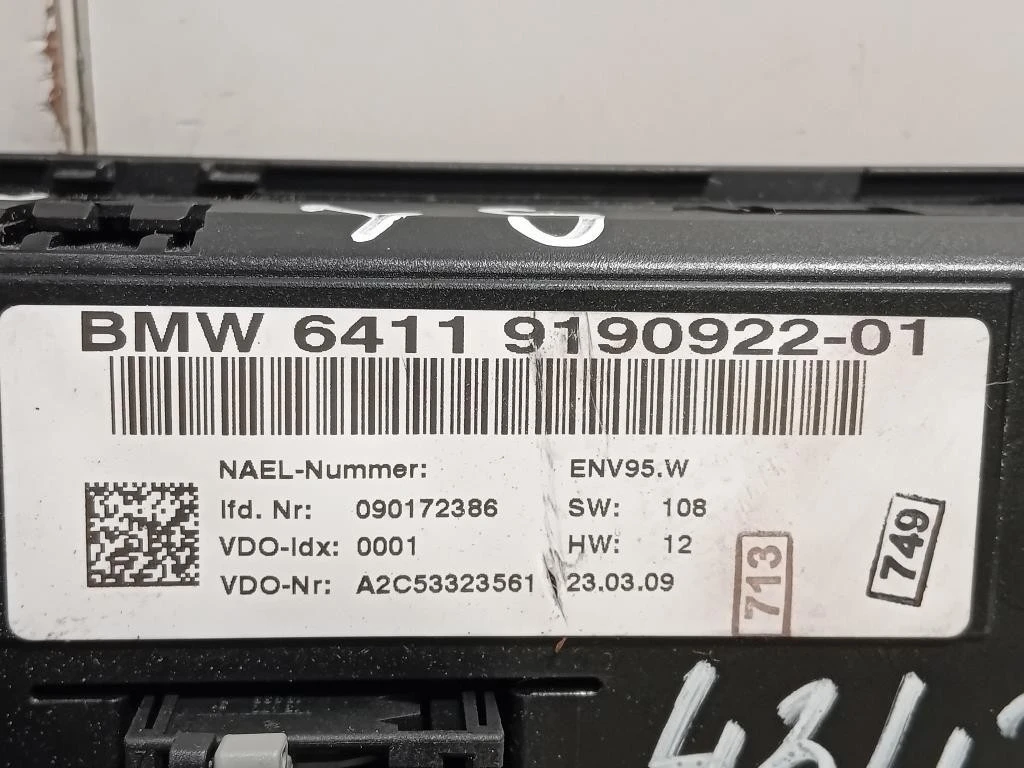 BMW 6411 9190922-01
NAEL-Nummer: ENV95.W
lfd. Nr: 090172386 SW: 108
VDO-Idx: 0001 HW: 12
VDO-Nr: A2C53323561 23.03.09
713
749